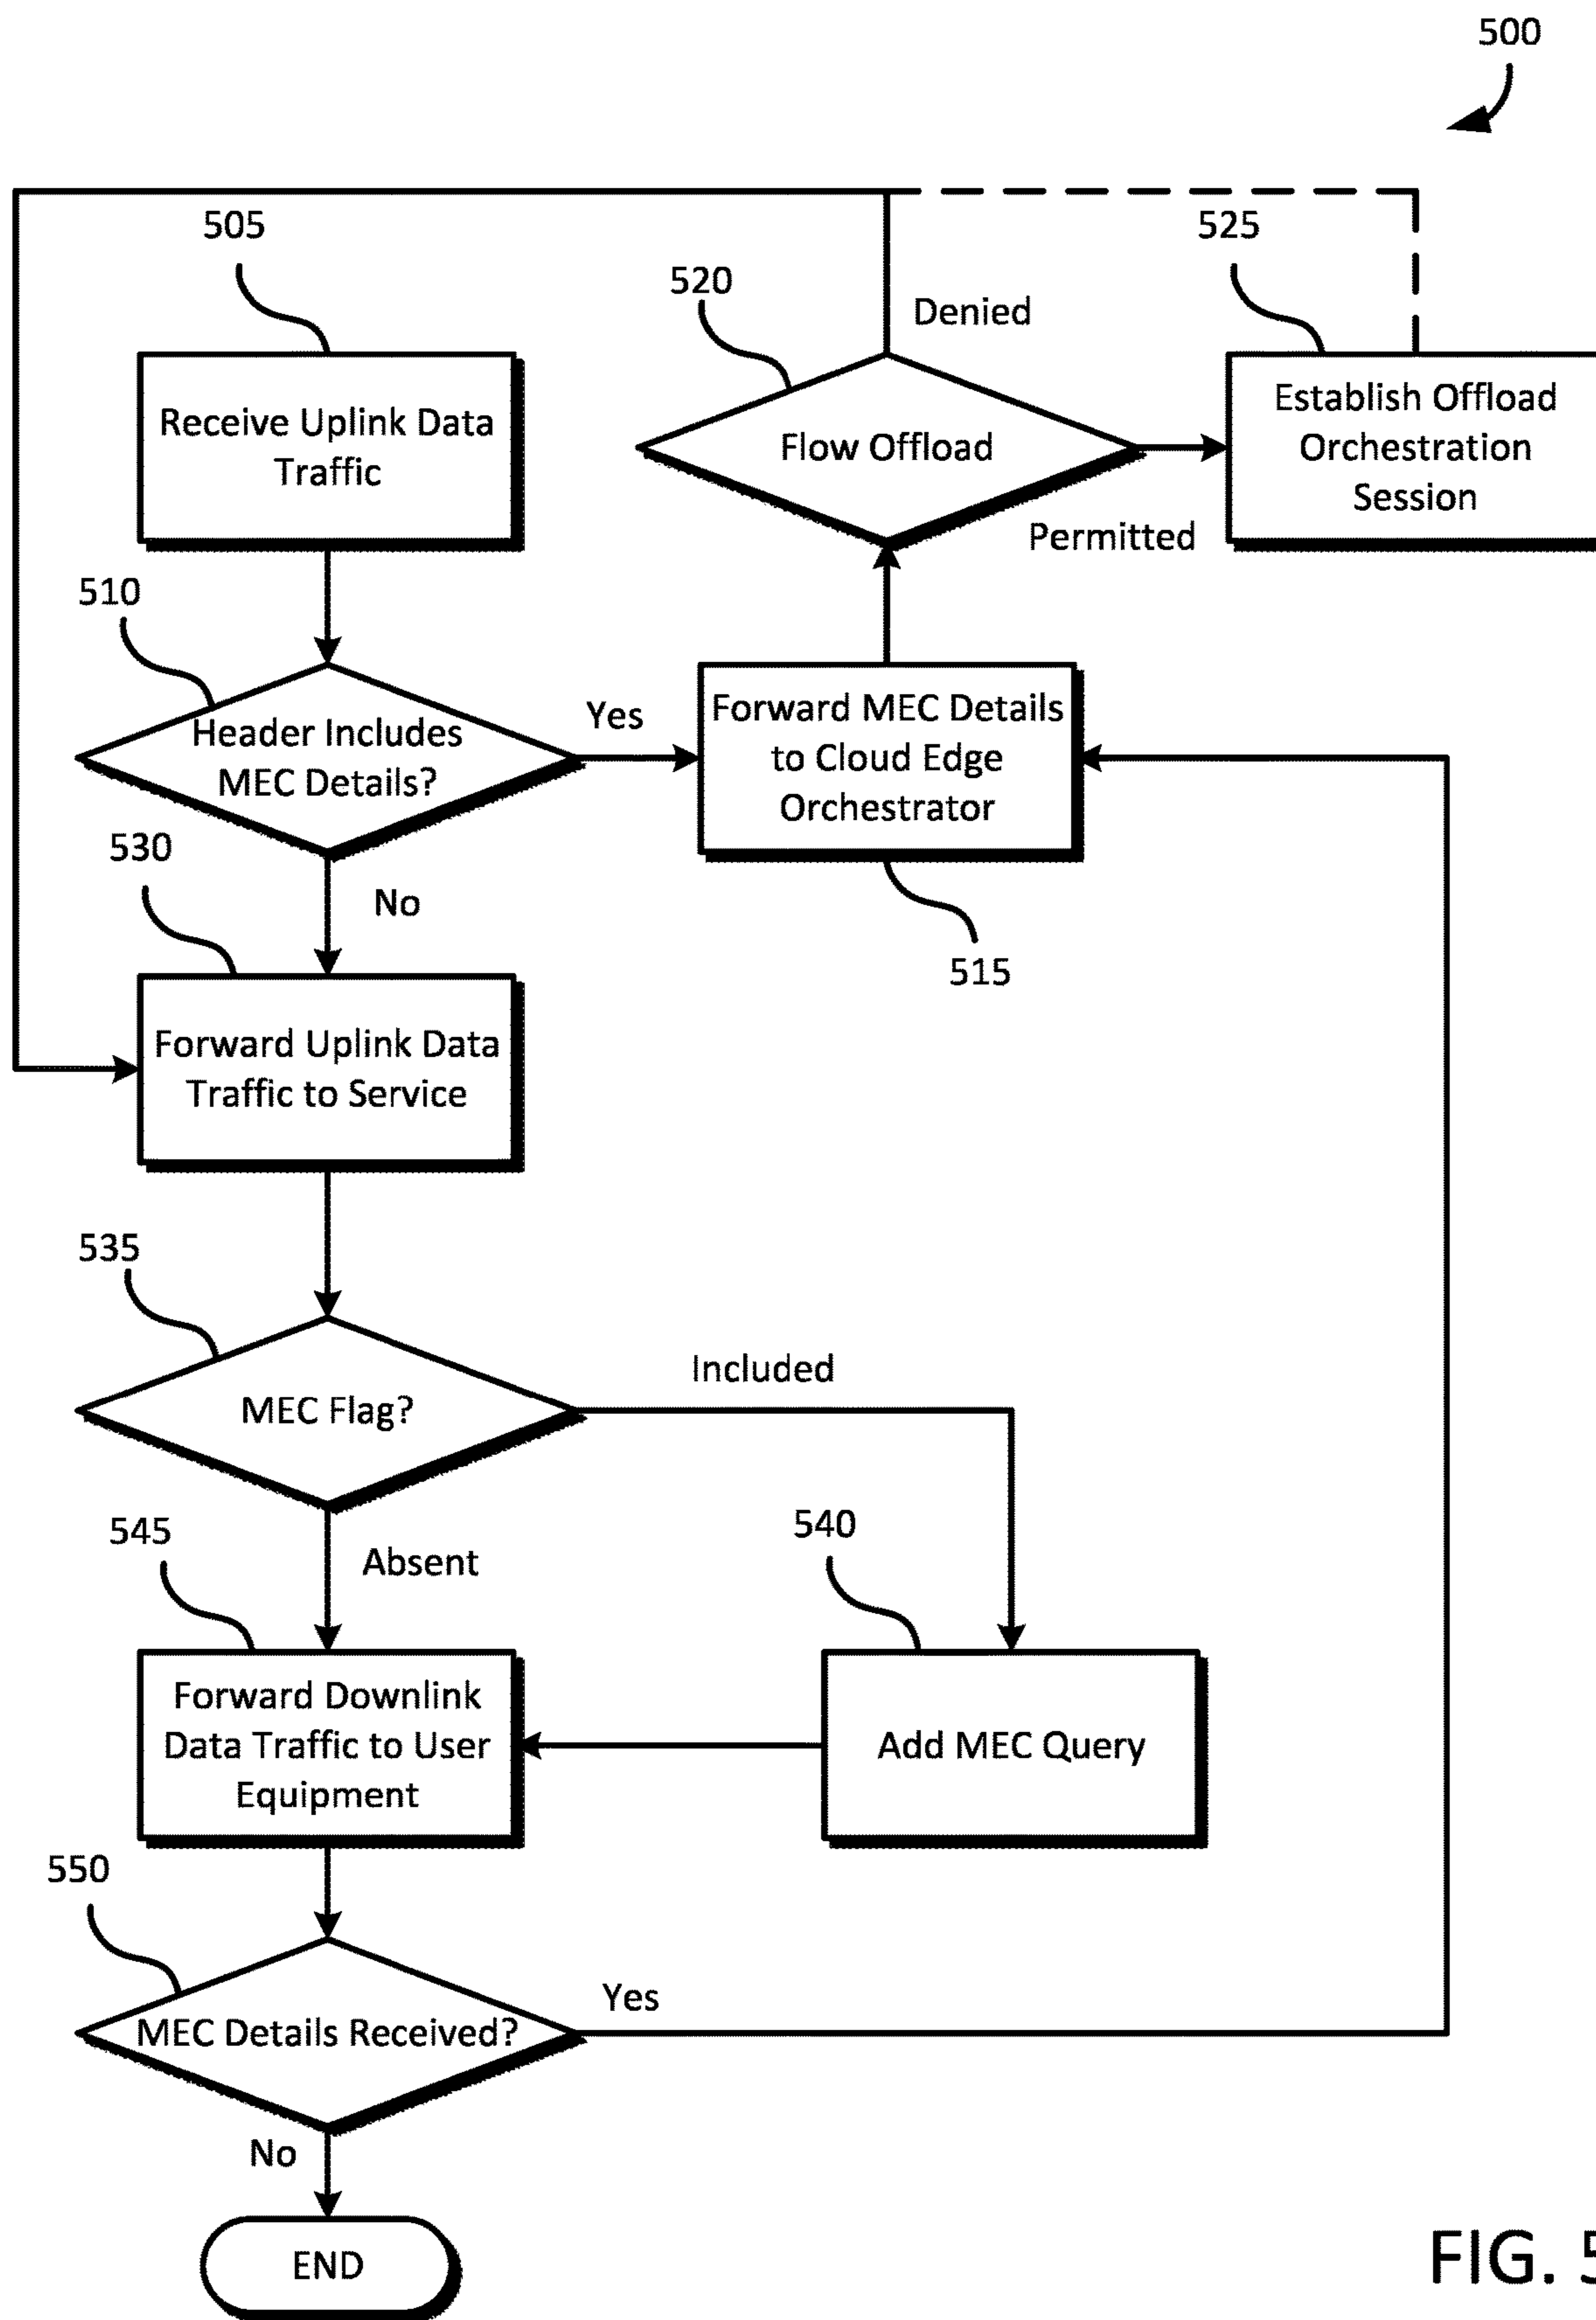 500
505
Receive Uplink Data
Traffic
520
Denied
Flow Offload
Permitted
525
Establish Offload
Orchestration
Session
510
Header Includes
MEC Details?
Yes
Forward MEC Details
to Cloud Edge
Orchestrator
515
No
530
Forward Uplink Data
Traffic to Service
535
MEC Flag?
Included
Absent
540
Add MEC Query
545
Forward Downlink
Data Traffic to User
Equipment
550
MEC Details Received?
Yes
No
END
FIG. 5